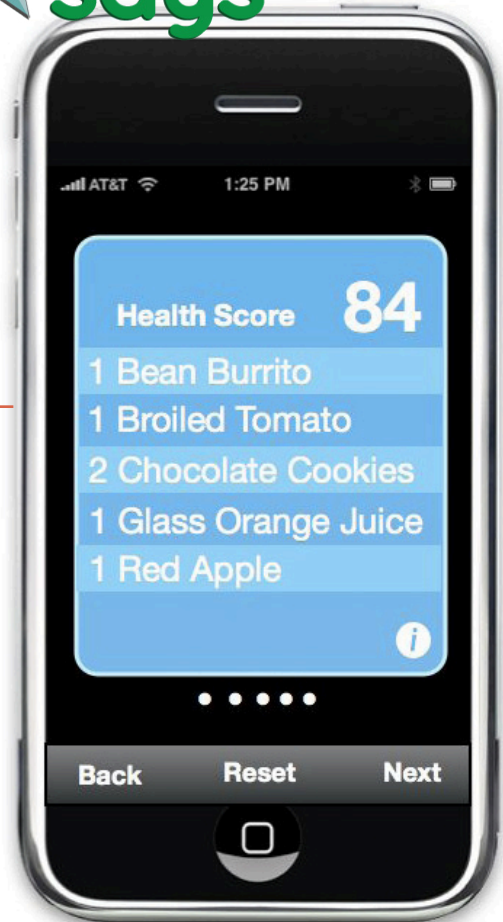 AT&T 1:25 PM
Health Score 84
1 Bean Burrito
1 Broiled Tomato
2 Chocolate Cookies
1 Glass Orange Juice
1 Red Apple
i
Back Reset Next